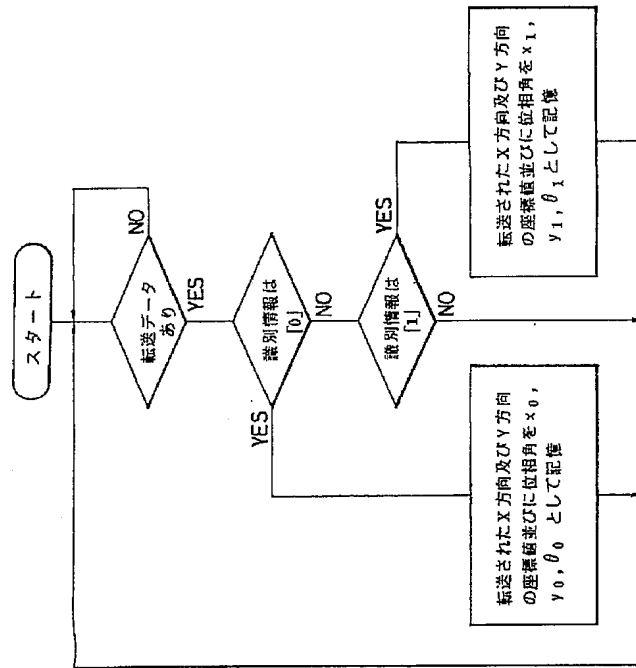 スタート
転送データ
あり
NO
YES
識別情報は
「0」
YES
NO
識別情報は
「1」
YES
NO
転送されたX方向及びY方向
の座標値並びに位相角をx0,
y0,θ0 として記憶
転送されたX方向及びY方向
の座標値並びに位相角をx1,
y1,θ1 として記憶